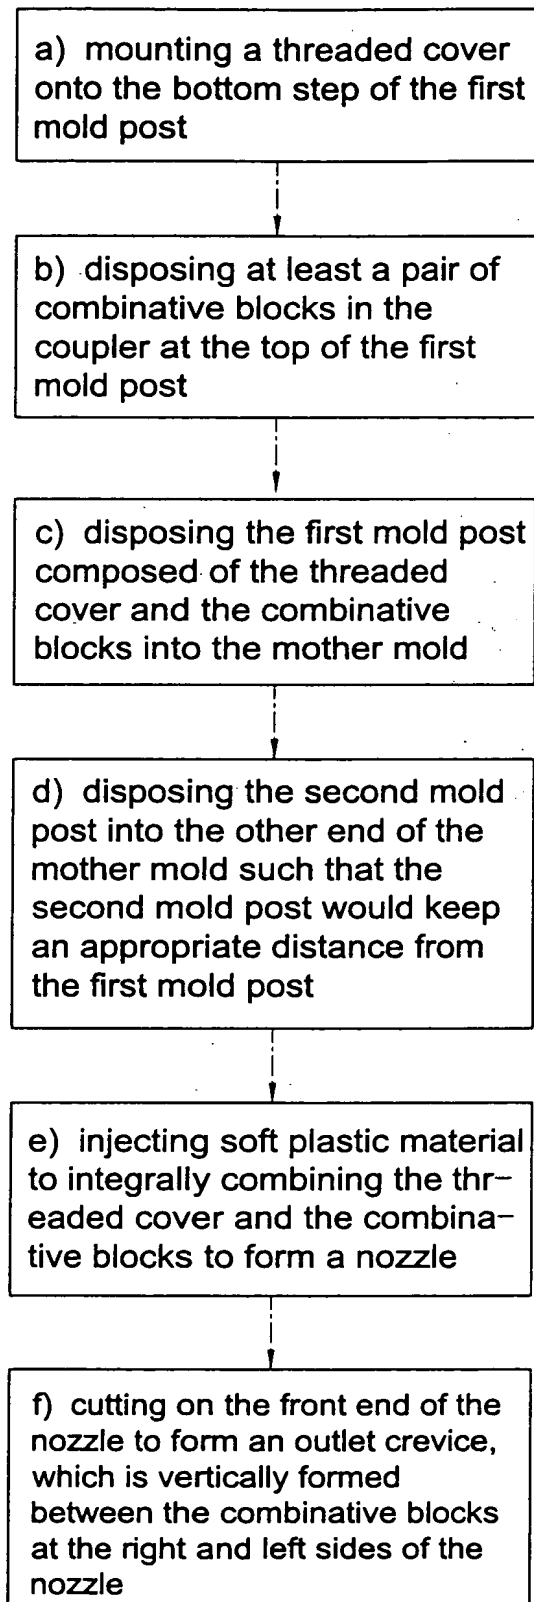 a) mounting a threaded cover
onto the bottom step of the first
mold post
b) disposing at least a pair of
combinative blocks in the
coupler at the top of the first
mold post
c) disposing the first mold post
composed of the threaded
cover and the combinative
blocks into the mother mold
d) disposing the second mold
post into the other end of the
mother mold such that the
second mold post would keep
an appropriate distance from
the first mold post
e) injecting soft plastic material
to integrally combining the thr-
eaded cover and the combina-
tive blocks to form a nozzle
f) cutting on the front end of the
nozzle to form an outlet crevice,
which is vertically formed
between the combinative blocks
at the right and left sides of the
nozzle